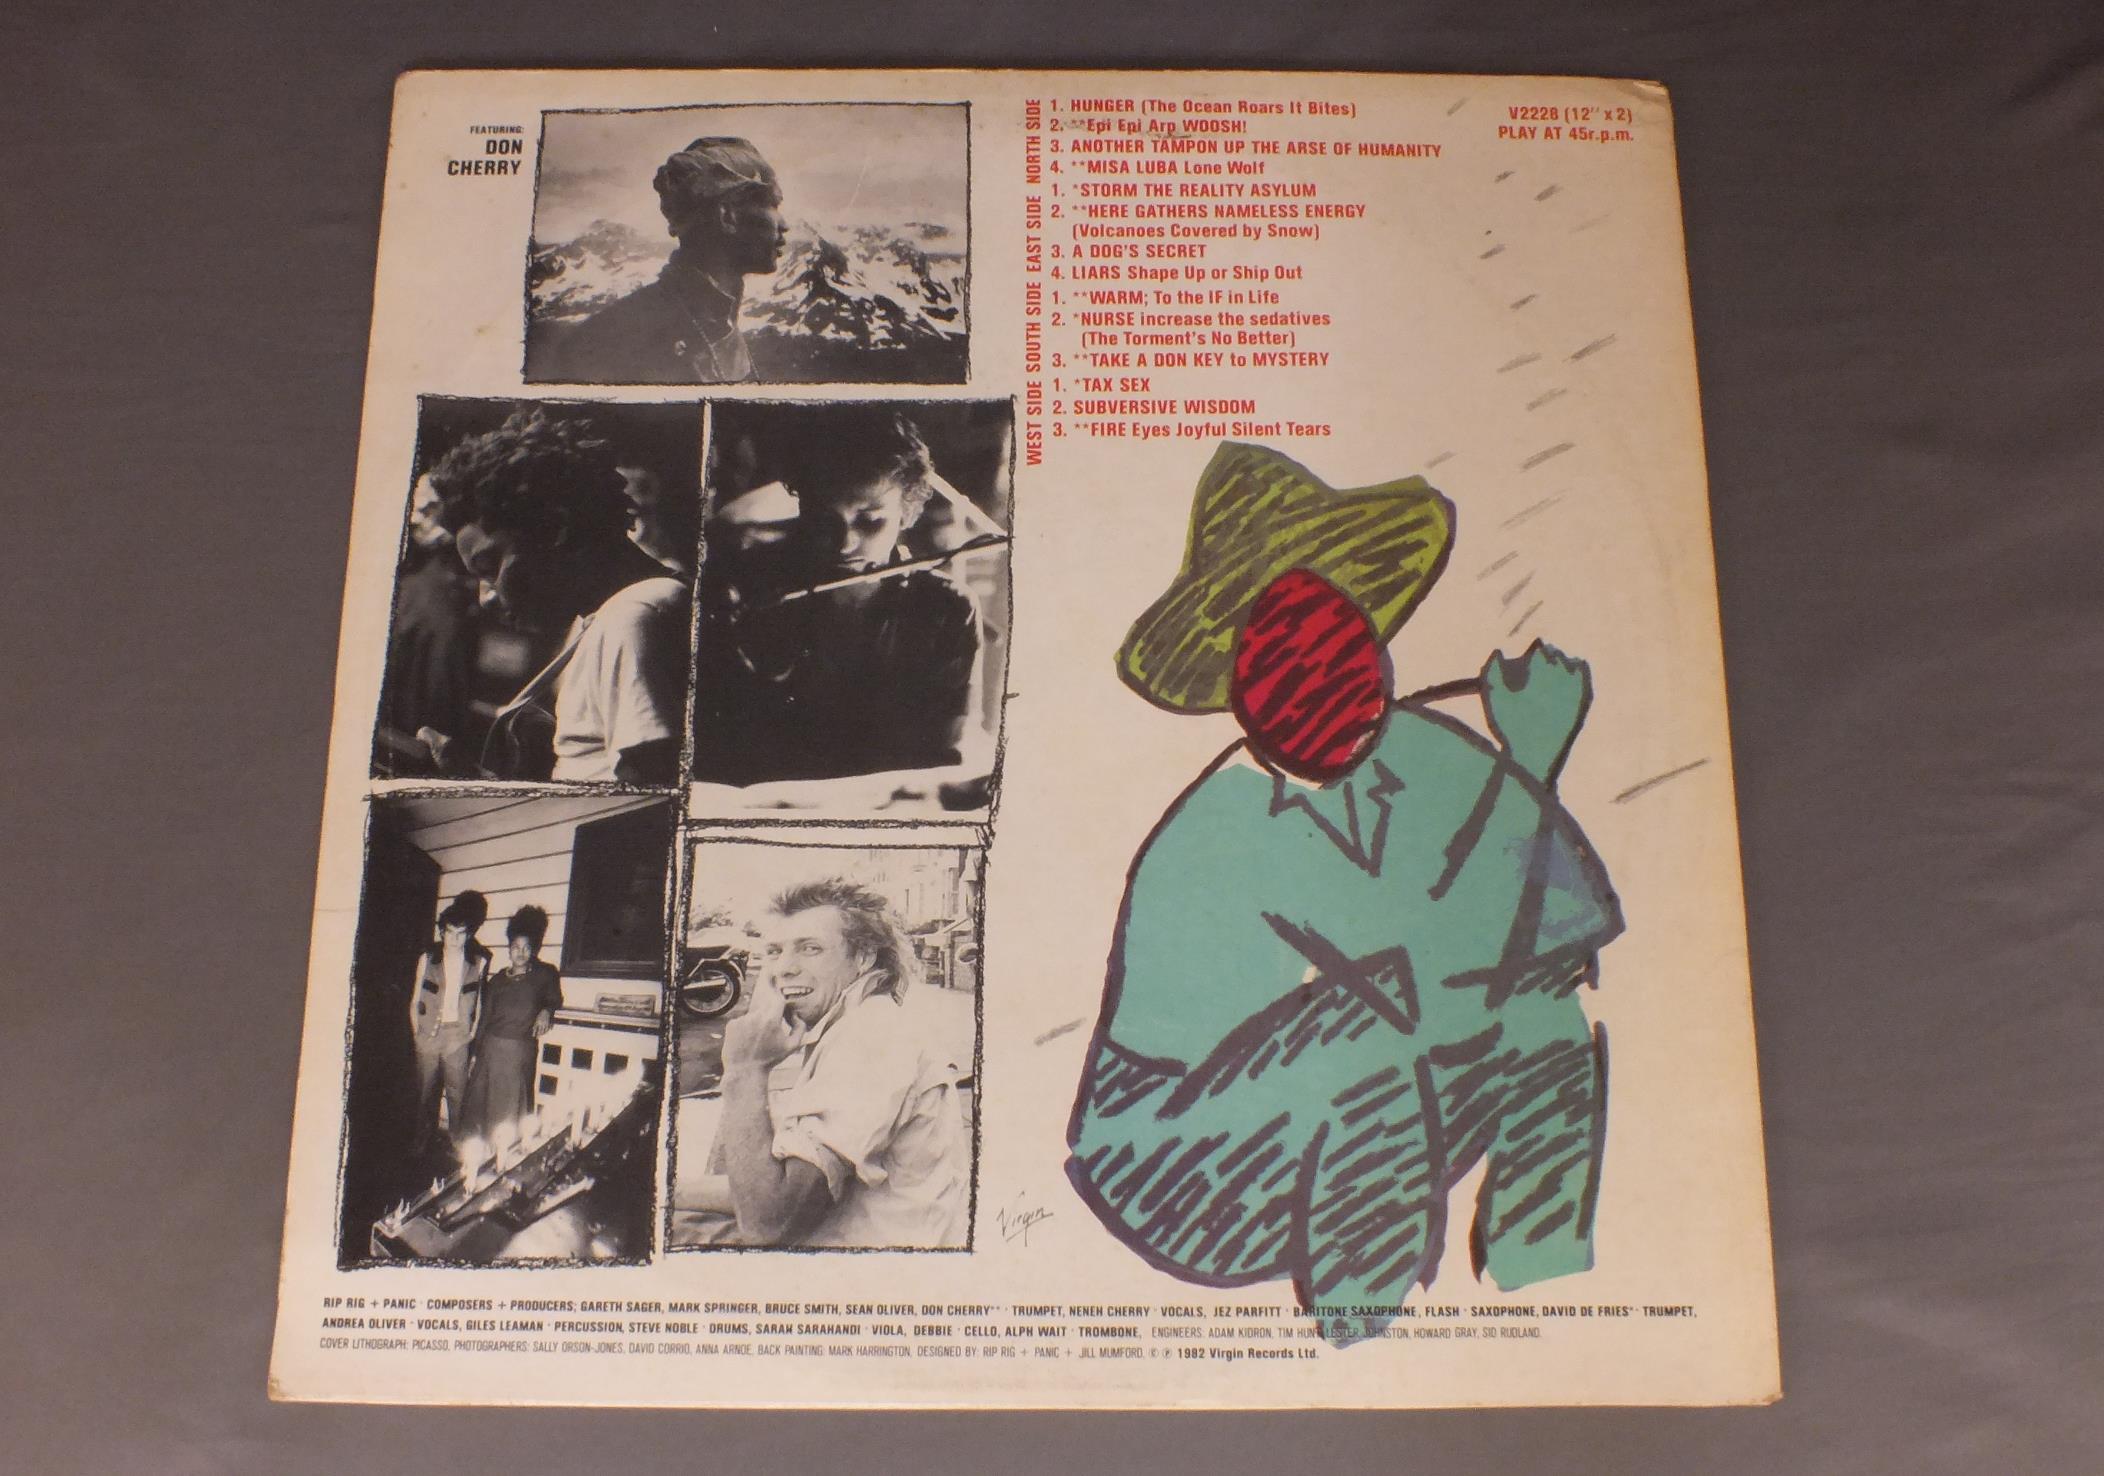 FEATURING:
DON
CHERRY
NORTH SIDE
1. HUNGER (The Ocean Roars It Bites)
2. **Epi Epi Arp WOOSH!
3. ANOTHER TAMPON UP THE ARSE OF HUMANITY
4. **MISA LUBA Lone Wolf
EAST SIDE
1. *STORM THE REALITY ASYLUM
2. **HERE GATHERS NAMELESS ENERGY
(Volcanoes Covered by Snow)
3. A DOG'S SECRET
4. LIARS Shape Up or Ship Out
SOUTH SIDE
1. **WARM; To the IF in Life
2. *NURSE increase the sedatives
(The Torment's No Better)
3. **TAKE A DON KEY to MYSTERY
WEST SIDE
1. *TAX SEX
2. SUBVERSIVE WISDOM
3. **FIRE Eyes Joyful Silent Tears
V2228 (12" x 2)
PLAY AT 45r.p.m.
Virgin
RIP RIG + PANIC · COMPOSERS + PRODUCERS; GARETH SAGER, MARK SPRINGER, BRUCE SMITH, SEAN OLIVER, DON CHERRY** · TRUMPET, NENEH CHERRY · VOCALS, JEZ PARFITT · BARITONE SAXOPHONE, FLASH · SAXOPHONE, DAVID DE FRIES* · TRUMPET,
ANDREA OLIVER · VOCALS, GILES LEAMAN · PERCUSSION, STEVE NOBLE · DRUMS, SARAH SARAHANDI · VIOLA, DEBBIE · CELLO, ALPH WAIT · TROMBONE, ENGINEERS: ADAM KIDRON, TIM HUNT, LESTER JOHNSTON, HOWARD GRAY, SID RUDLAND.
COVER LITHOGRAPH: PICASSO, PHOTOGRAPHERS: SALLY ORSON-JONES, DAVID CORRIO, ANNA ARNOE, BACK PAINTING: MARK HARRINGTON, DESIGNED BY: RIP RIG + PANIC + JILL MUMFORD, © ℗ 1982 Virgin Records Ltd.